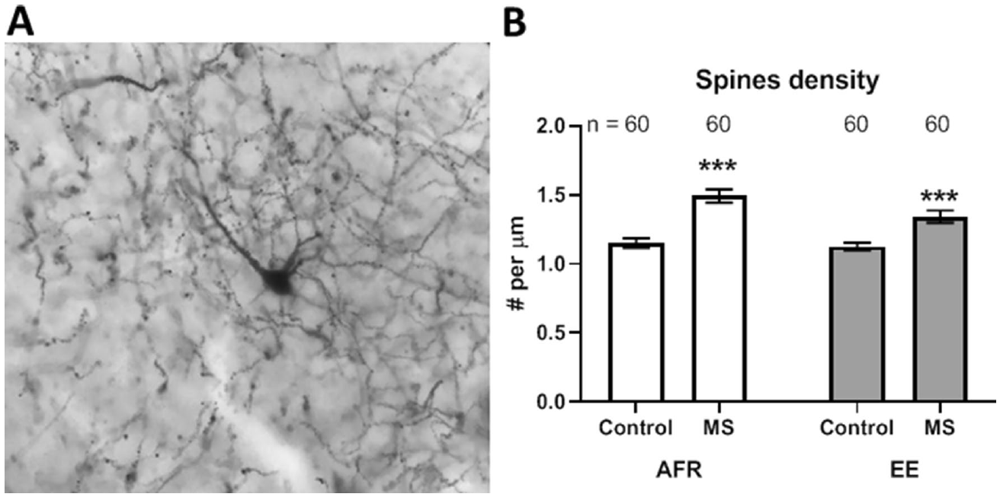 A
B
Spines density
n = 60 60 60 60
2.0
1.5
1.0
0.5
0.0
# per μm
***
***
Control MS Control MS
AFR EE